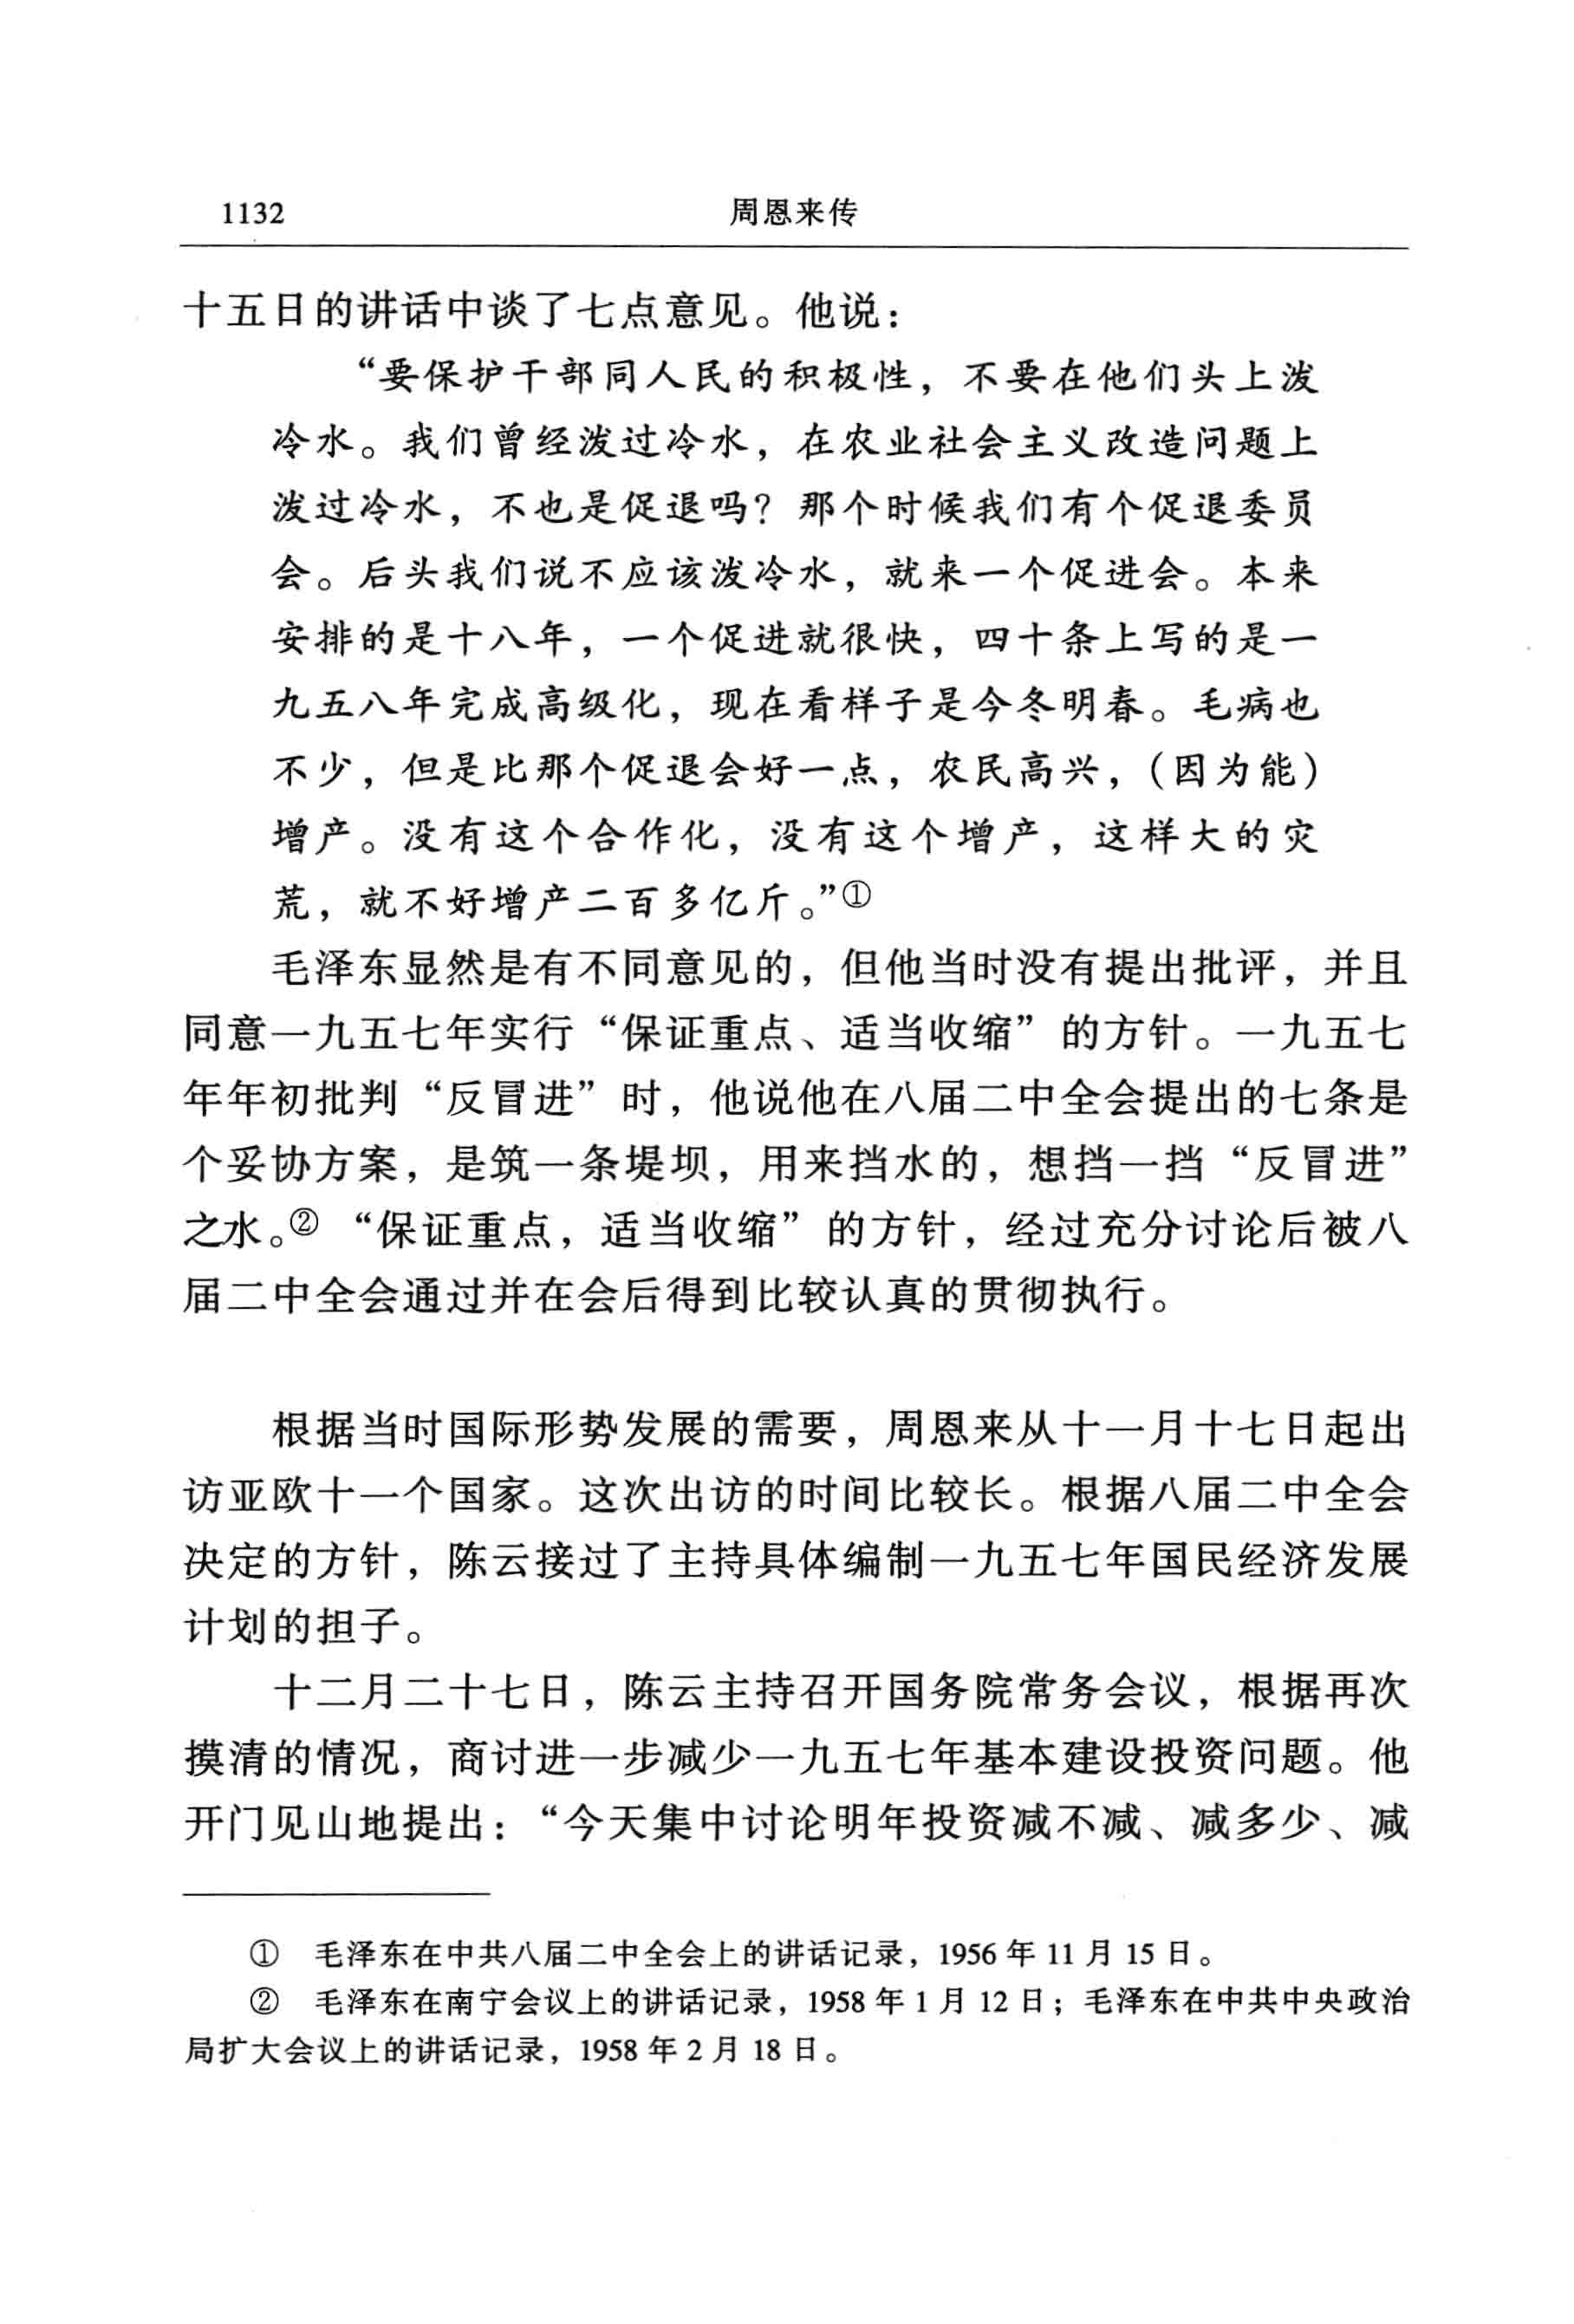 1132 周恩来传
十五日的讲话中谈了七点意见。他说：
“要保护干部同人民的积极性，不要在他们头上泼
冷水。我们曾经泼过冷水，在农业社会主义改造问题上
泼过冷水，不也是促退吗？那个时候我们有个促退委员
会。后头我们说不应该泼冷水，就来一个促进会。本来
安排的是十八年，一个促进就很快，四十条上写的是一
九五八年完成高级化，现在看样子是今冬明春。毛病也
不少，但是比那个促退会好一点，农民高兴，（因为能）
增产。没有这个合作化，没有这个增产，这样大的灾
荒，就不好增产二百多亿斤。”①
毛泽东显然是有不同意见的，但他当时没有提出批评，并且
同意一九五七年实行“保证重点、适当收缩”的方针。一九五七
年年初批判“反冒进”时，他说他在八届二中全会提出的七条是
个妥协方案，是筑一条堤坝，用来挡水的，想挡一挡“反冒进”
之水。② “保证重点，适当收缩”的方针，经过充分讨论后被八
届二中全会通过并在会后得到比较认真的贯彻执行。
根据当时国际形势发展的需要，周恩来从十一月十七日起出
访亚欧十一个国家。这次出访的时间比较长。根据八届二中全会
决定的方针，陈云接过了主持具体编制一九五七年国民经济发展
计划的担子。
十二月二十七日，陈云主持召开国务院常务会议，根据再次
摸清的情况，商讨进一步减少一九五七年基本建设投资问题。他
开门见山地提出：“今天集中讨论明年投资减不减、减多少、减
① 毛泽东在中共八届二中全会上的讲话记录，1956 年 11 月 15 日。
② 毛泽东在南宁会议上的讲话记录，1958 年 1 月 12 日；毛泽东在中共中央政治
局扩大会议上的讲话记录，1958 年 2 月 18 日。